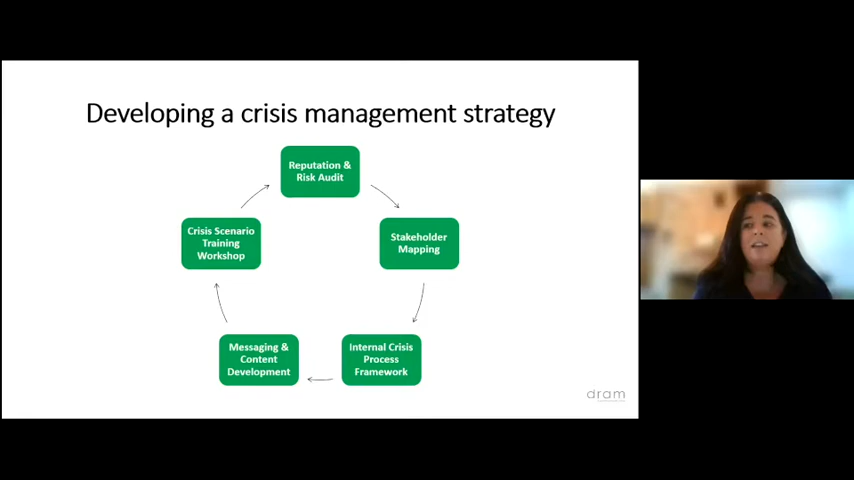 Developing a crisis management strategy
Reputation &
Risk Audit
Stakeholder
Mapping
Internal Crisis
Process
Framework
Messaging &
Content
Development
Crisis Scenario
Training
Workshop
dram